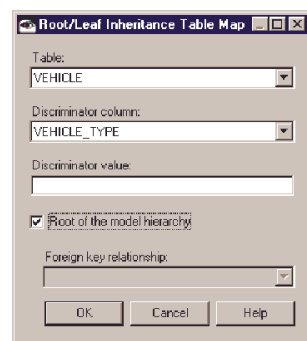 Root/Leaf Inheritance Table Map
Table:
VEHICLE
Discriminator column:
VEHICLE_TYPE
Discriminator value:
Root of the model hierarchy
Foreign key relationship:
OK Cancel Help